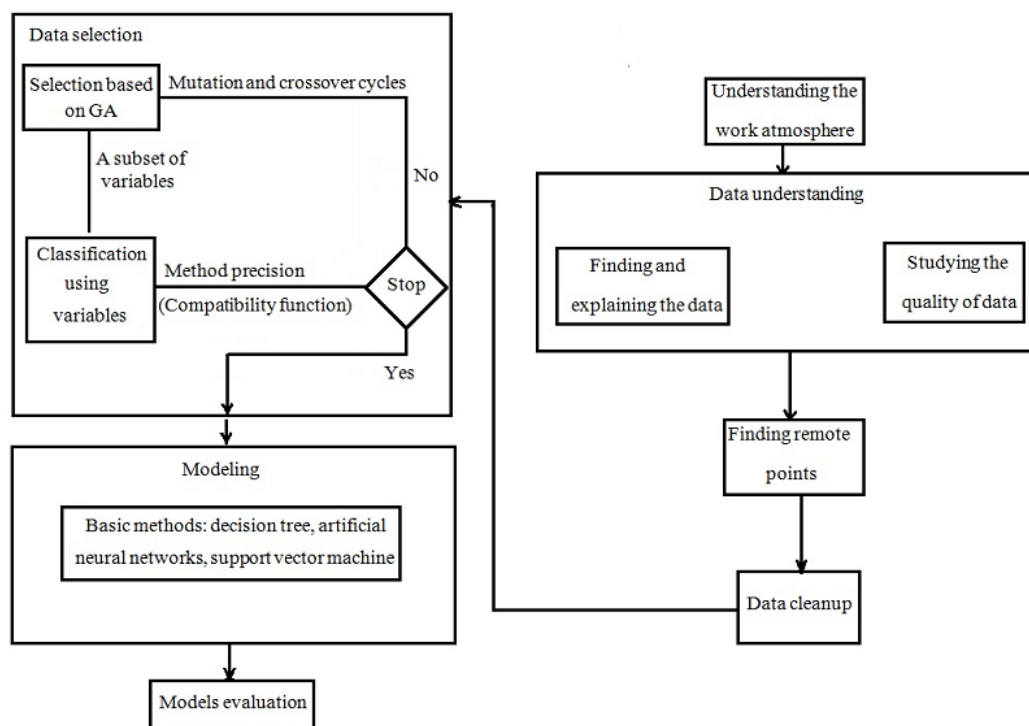 Data selection
Selection based
on GA
Mutation and crossover cycles
A subset of
variables
No
Classification
using
variables
Method precision
(Compatibility function)
Stop
Yes
Modeling
Basic methods: decision tree, artificial
neural networks, support vector machine
Models evaluation
Understanding the
work atmosphere
Data understanding
Finding and
explaining the data
Studying the
quality of data
Finding remote
points
Data cleanup